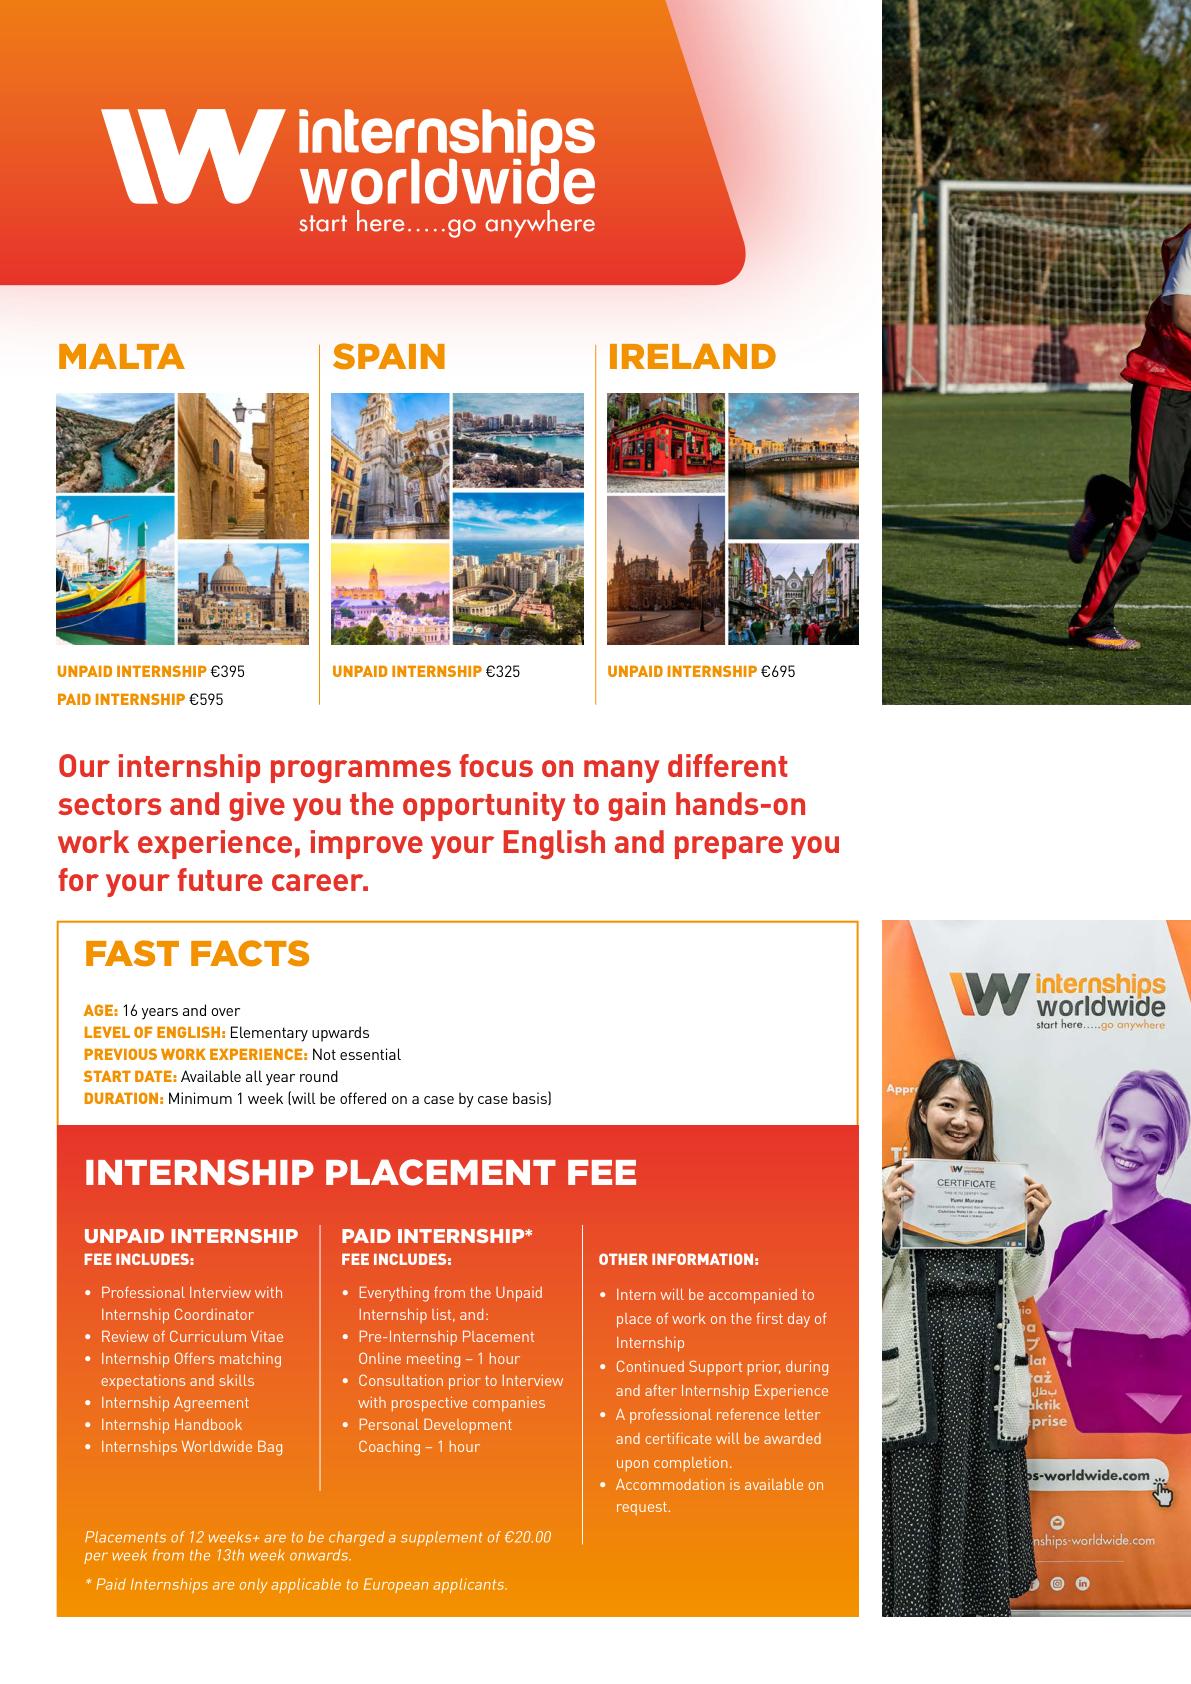 internships
worldwide
start here.....go anywhere
MALTA
UNPAID INTERNSHIP €395
PAID INTERNSHIP €595
SPAIN
UNPAID INTERNSHIP €325
IRELAND
UNPAID INTERNSHIP €695
Our internship programmes focus on many different
sectors and give you the opportunity to gain hands-on
work experience, improve your English and prepare you
for your future career.
FAST FACTS
AGE: 16 years and over
LEVEL OF ENGLISH: Elementary upwards
PREVIOUS WORK EXPERIENCE: Not essential
START DATE: Available all year round
DURATION: Minimum 1 week (will be offered on a case by case basis)
INTERNSHIP PLACEMENT FEE
UNPAID INTERNSHIP
FEE INCLUDES:
• Professional Interview with
Internship Coordinator
• Review of Curriculum Vitae
• Internship Offers matching
expectations and skills
• Internship Agreement
• Internship Handbook
• Internships Worldwide Bag
PAID INTERNSHIP*
FEE INCLUDES:
• Everything from the Unpaid
Internship list, and:
• Pre-Internship Placement
Online meeting – 1 hour
• Consultation prior to Interview
with prospective companies
• Personal Development
Coaching – 1 hour
OTHER INFORMATION:
• Intern will be accompanied to
place of work on the first day of
Internship
• Continued Support prior, during
and after Internship Experience
• A professional reference letter
and certificate will be awarded
upon completion.
• Accommodation is available on
request.
Placements of 12 weeks+ are to be charged a supplement of €20.00
per week from the 13th week onwards.
* Paid Internships are only applicable to European applicants.
internships
worldwide
start here.....go anywhere
internships
worldwide
CERTIFICATE
THIS IS TO CERTIFY THAT
Yumi Murase
ps-worldwide.com
nships-worldwide.com